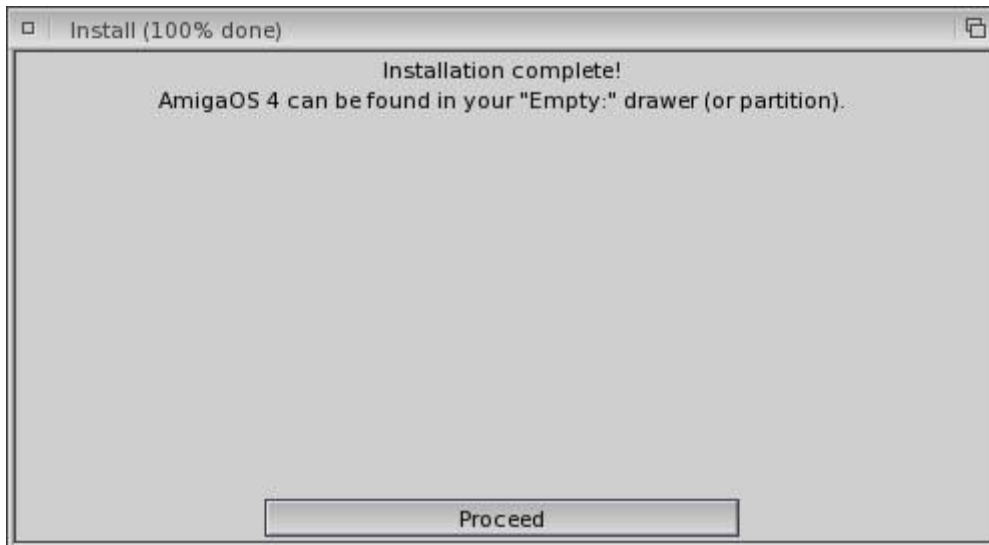 Install (100% done)
Installation complete!
AmigaOS 4 can be found in your "Empty:" drawer (or partition).
Proceed